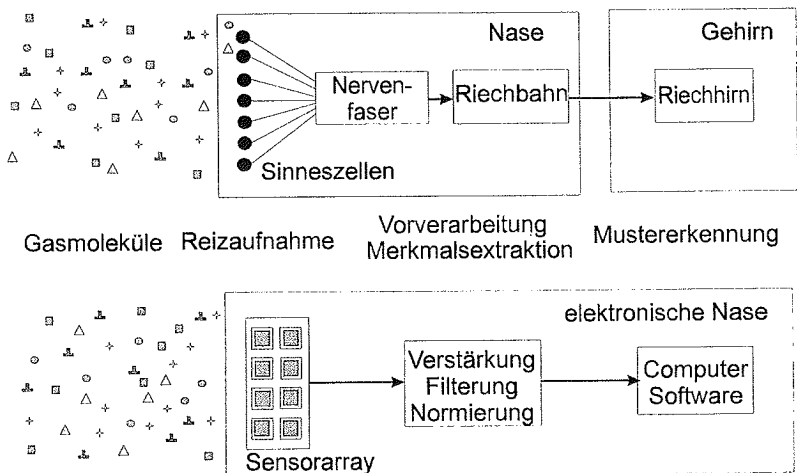 Nase
Gehirn
Nerven-
faser
Riechbahn
Riechhirn
Sinneszellen
Gasmoleküle
Reizaufnahme
Vorverarbeitung
Merkmalsextraktion
Mustererkennung
elektronische Nase
Verstärkung
Filterung
Normierung
Computer
Software
Sensorarray